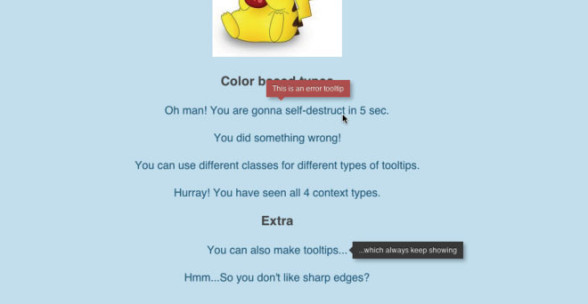 Color based types
This is an error tooltip
Oh man! You are gonna self-destruct in 5 sec.
You did something wrong!
You can use different classes for different types of tooltips.
Hurray! You have seen all 4 context types.
Extra
You can also make tooltips... ...which always keep showing
Hmm...So you don't like sharp edges?